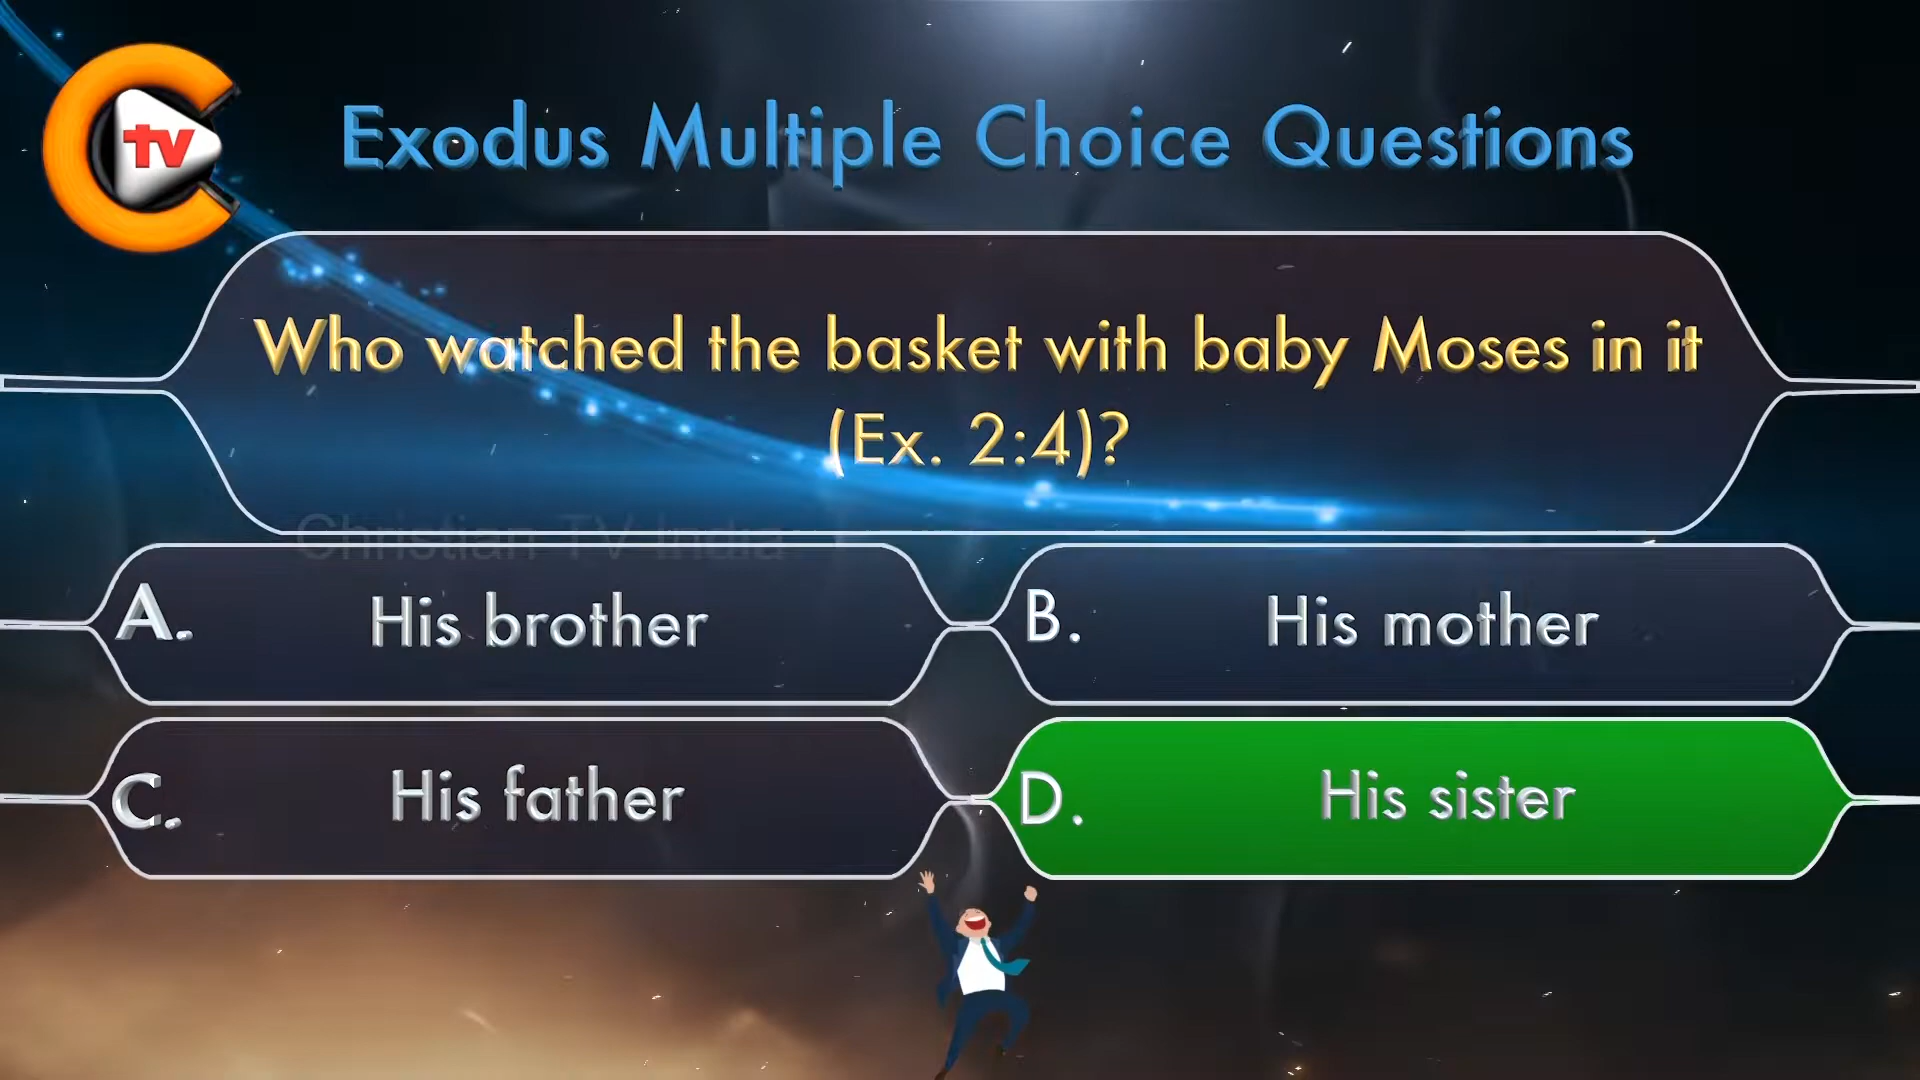 tv
Exodus Multiple Choice Questions
Who watched the basket with baby Moses in it
(Ex. 2:4)?
Christian TV India
A. His brother
B. His mother
C. His father
D. His sister